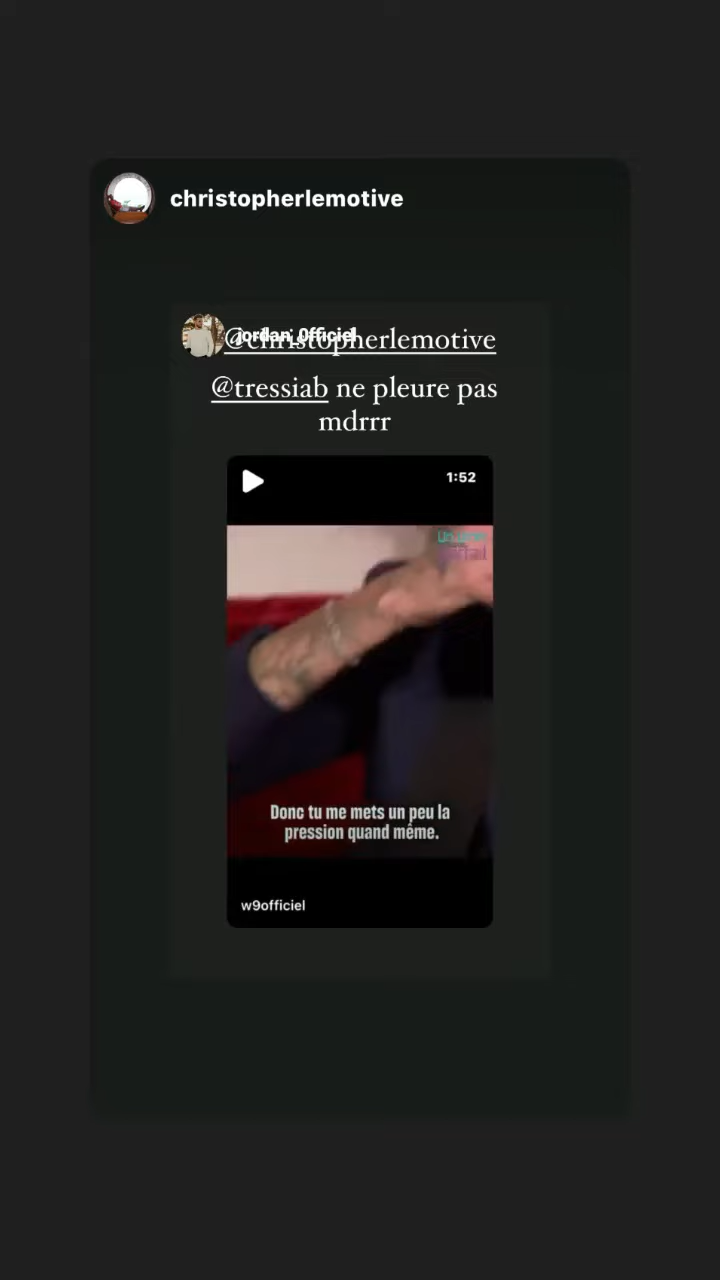 christopherlemotive
jordan_0fficiel
@christopherlemotive
@tressiab ne pleure pas
mdrrr
1:52
Donc tu me mets un peu la
pression quand même.
w9officiel